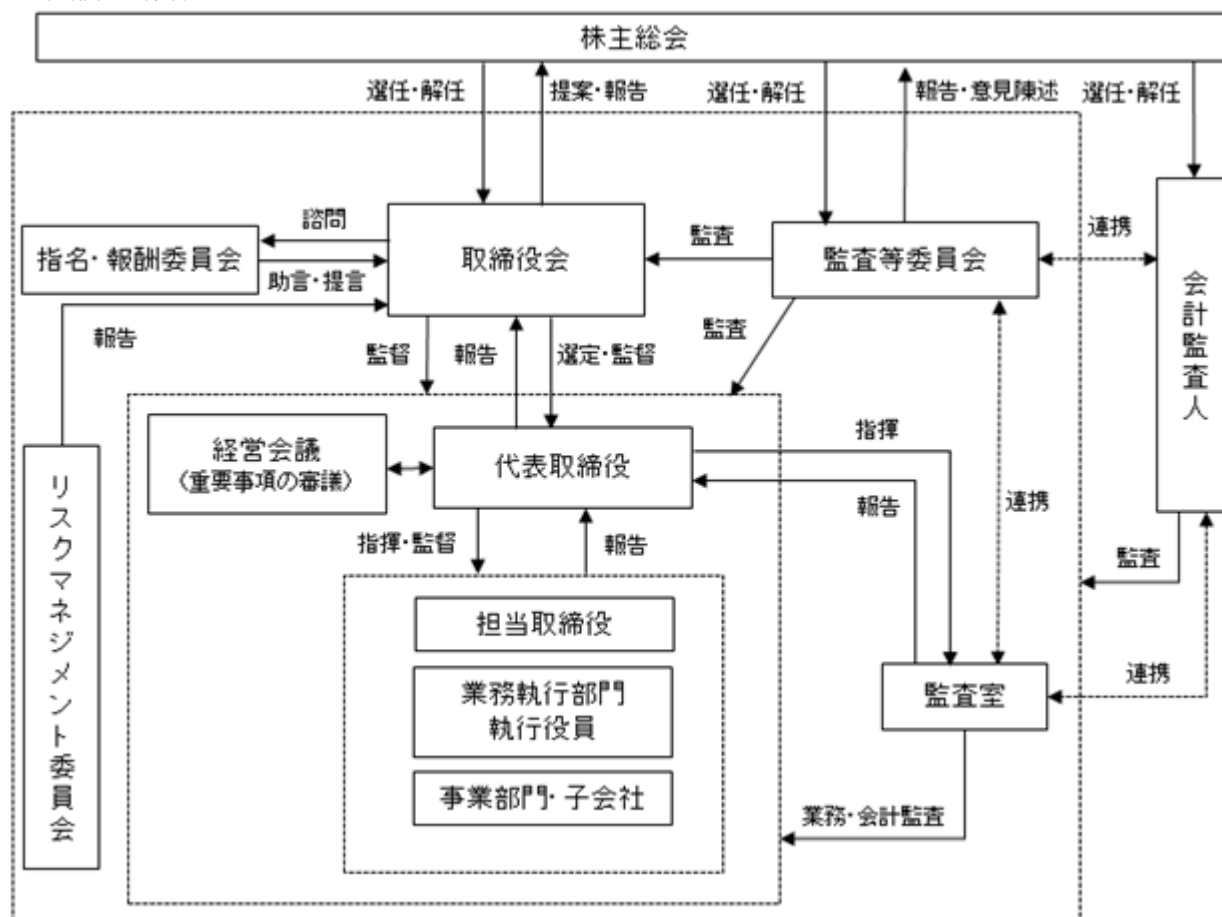 株主総会
選任・解任
提案・報告
選任・解任
報告・意見陳述
選任・解任
諮問
指名・報酬委員会
助言・提言
取締役会
監査
監査等委員会
連携
会計監査人
報告
監督
報告
選定・監督
監査
経営会議
(重要事項の審議)
代表取締役
指揮
報告
連携
リスクマネジメント委員会
指揮・監督
報告
監査
担当取締役
業務執行部門
執行役員
事業部門・子会社
監査室
連携
業務・会計監査